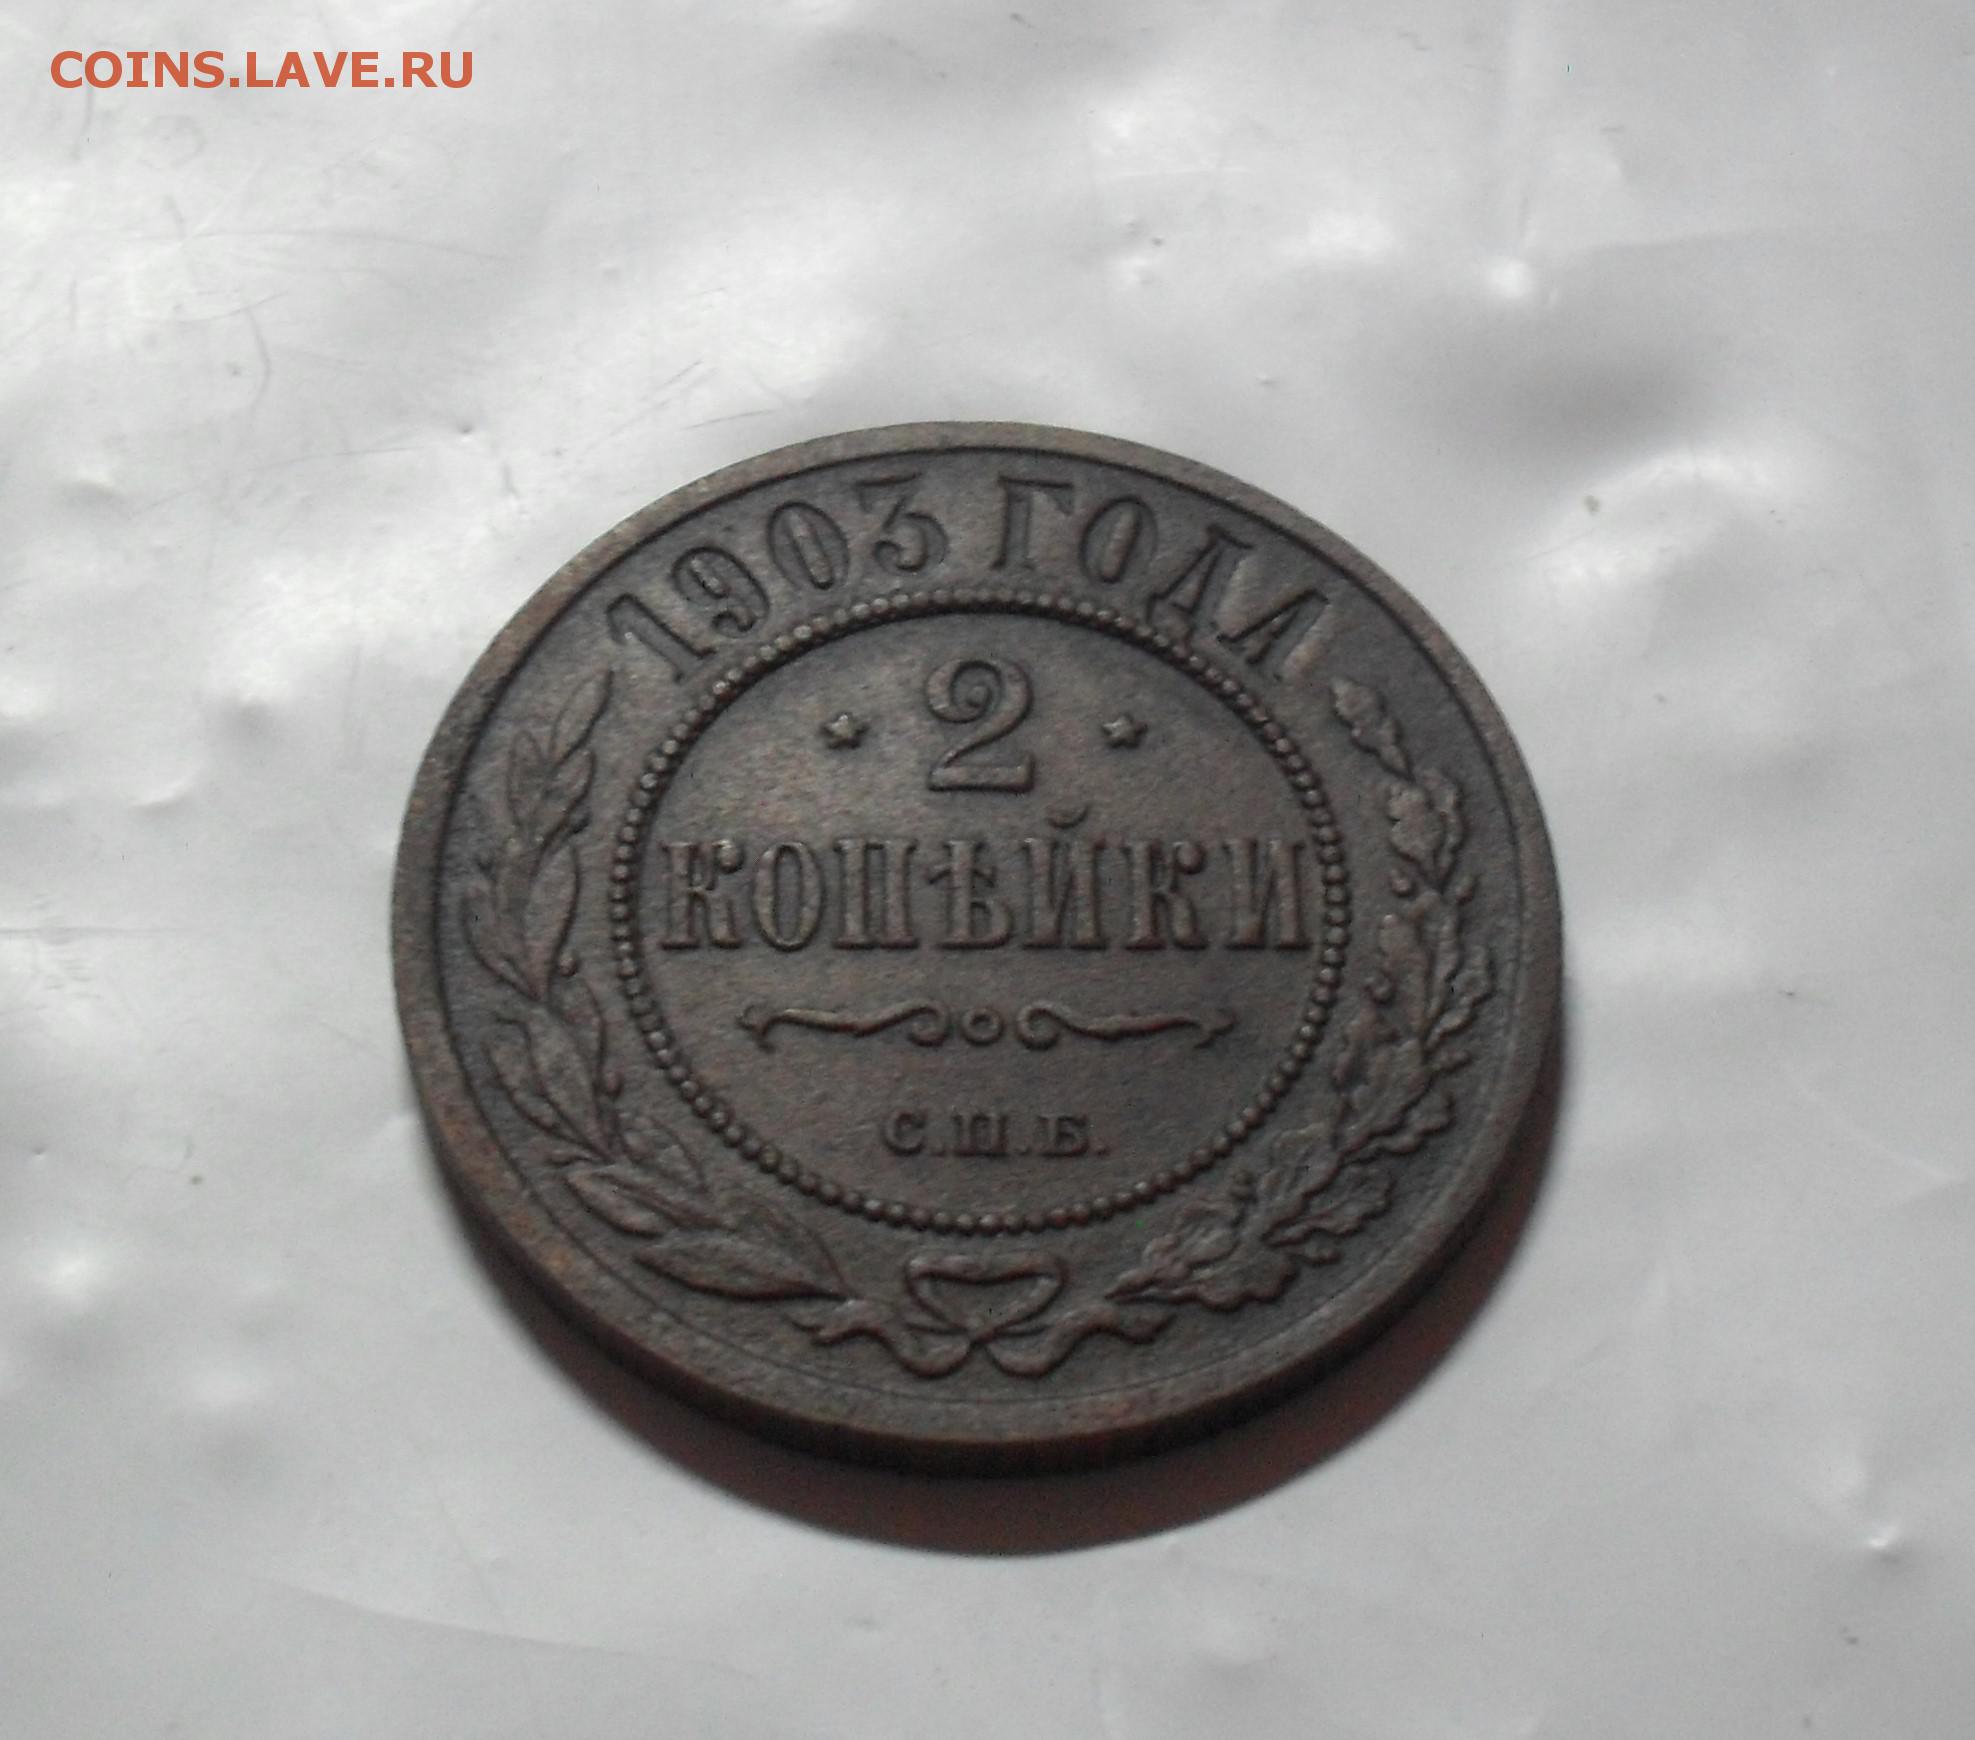 COINS.LAVE.RU
1903 ГОДА
2
КОПѢЙКИ
С.П.Б.